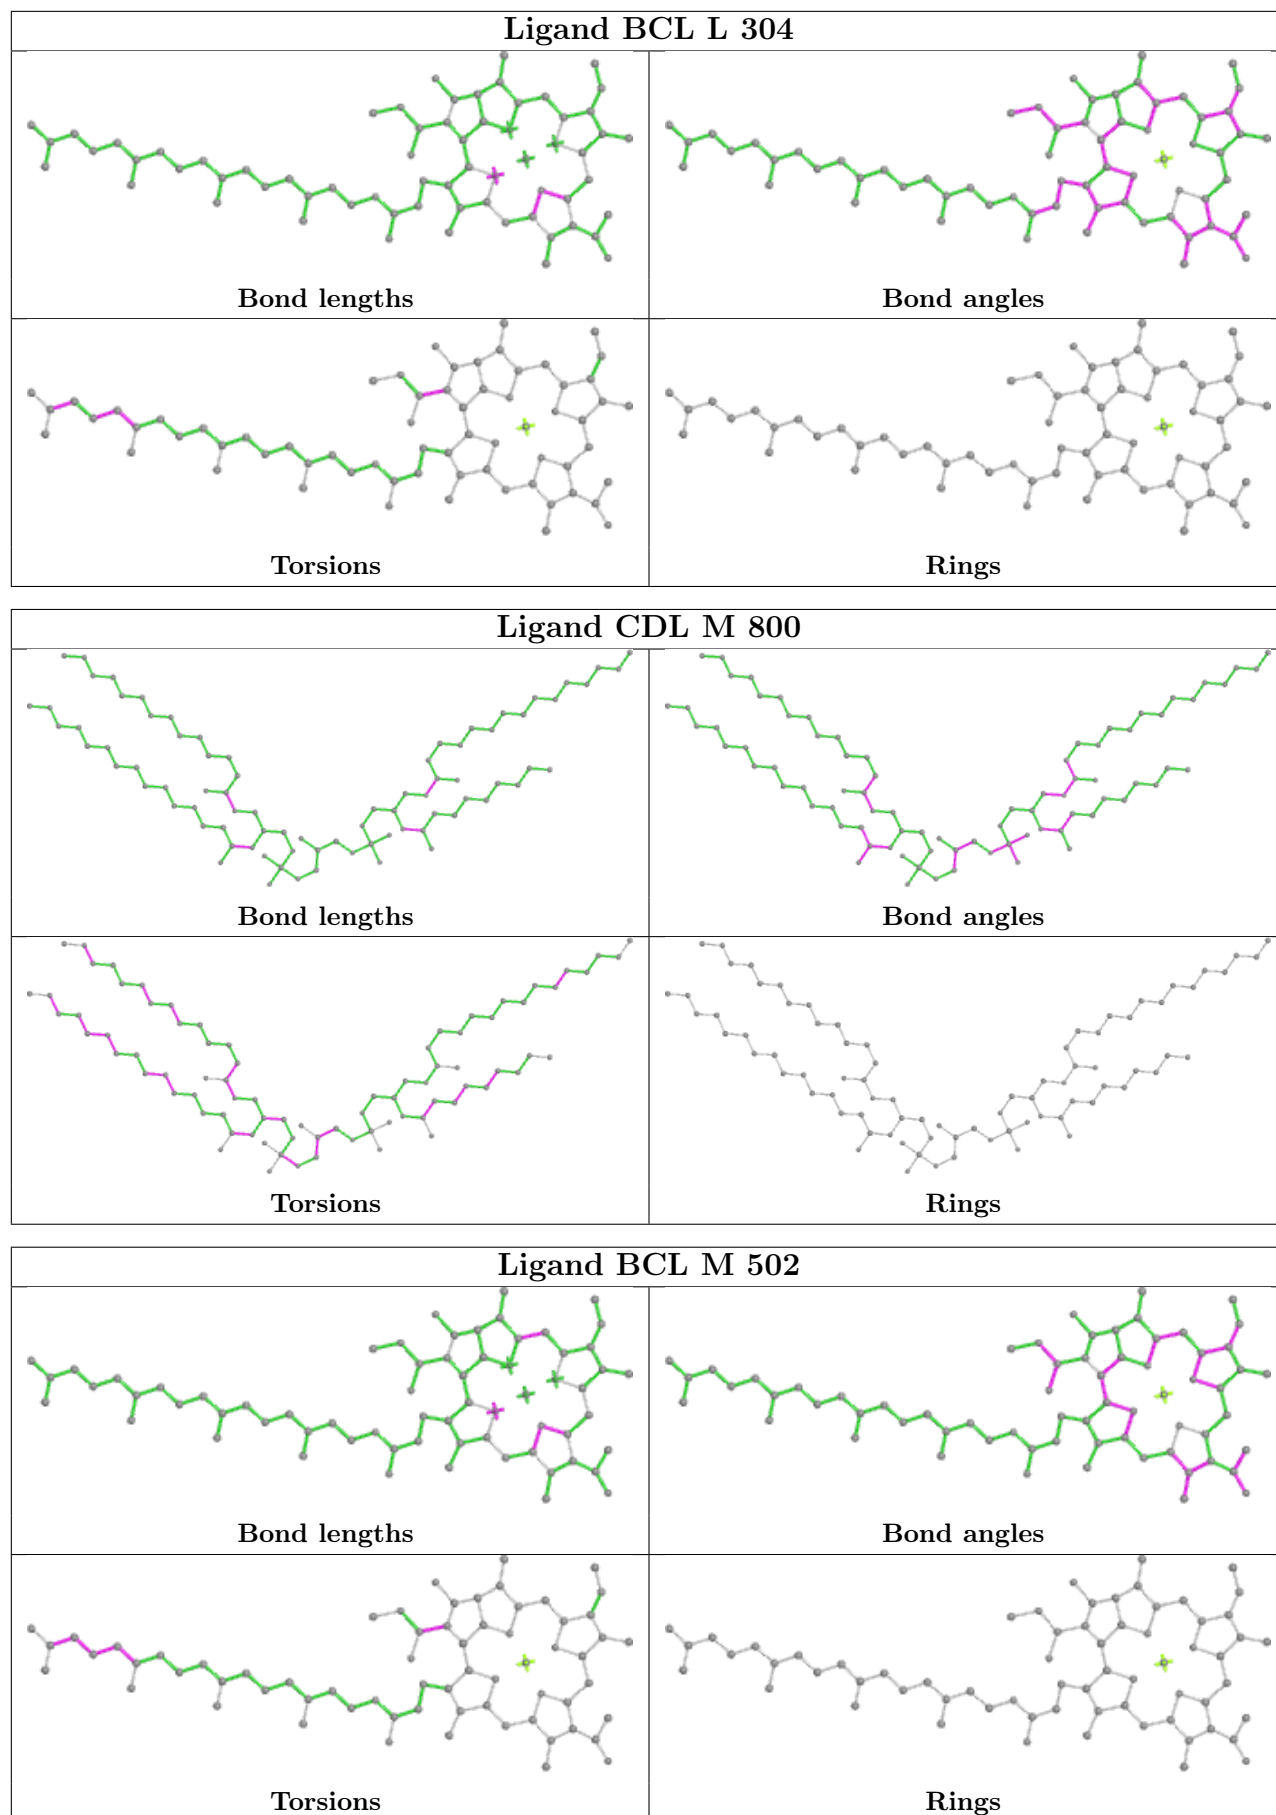 Ligand BCL L 304
Bond lengths
Bond angles
Torsions
Rings
Ligand CDL M 800
Bond lengths
Bond angles
Torsions
Rings
Ligand BCL M 502
Bond lengths
Bond angles
Torsions
Rings